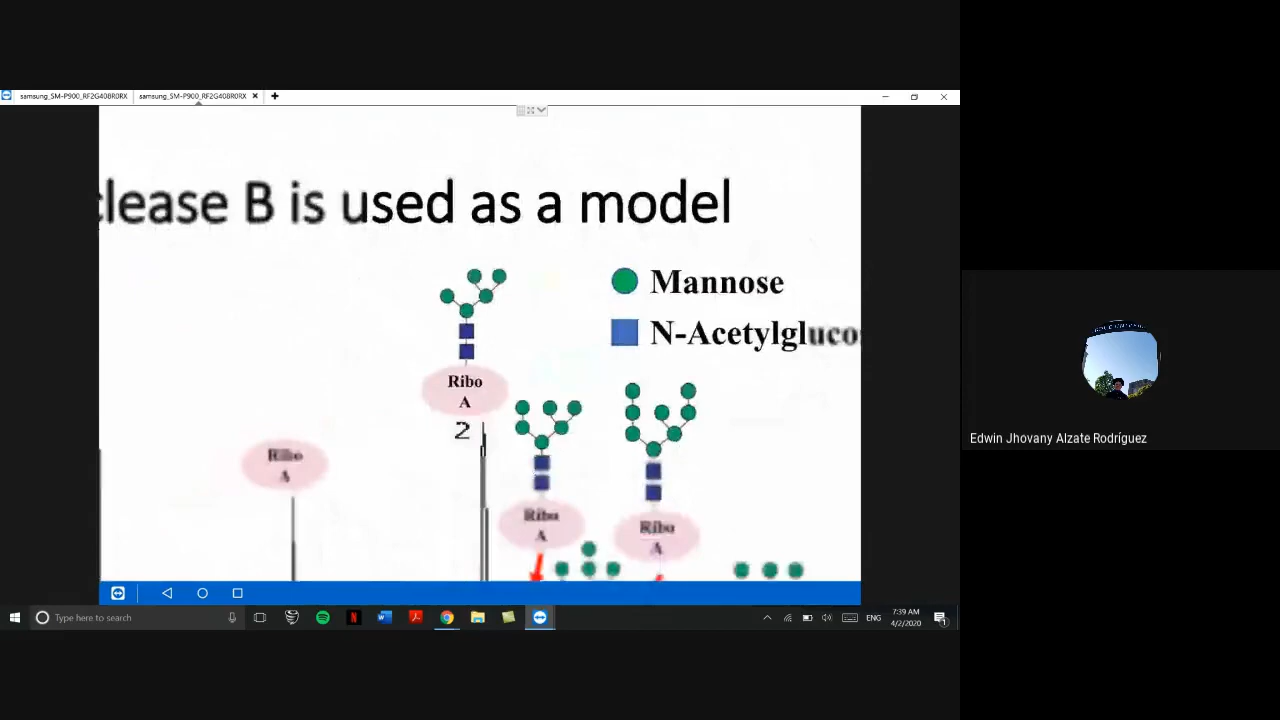 samsung_SM-P900_RF2G40BR0RX
samsung_SM-P900_RF2G40BR0RX
clease B is used as a model
Mannose
N-Acetylgluco
Ribo
A
2
Ribo
A
Ribo
A
Ribo
A
Edwin Jhovany Alzate Rodríguez
Type here to search
ENG
7:39 AM
4/2/2020